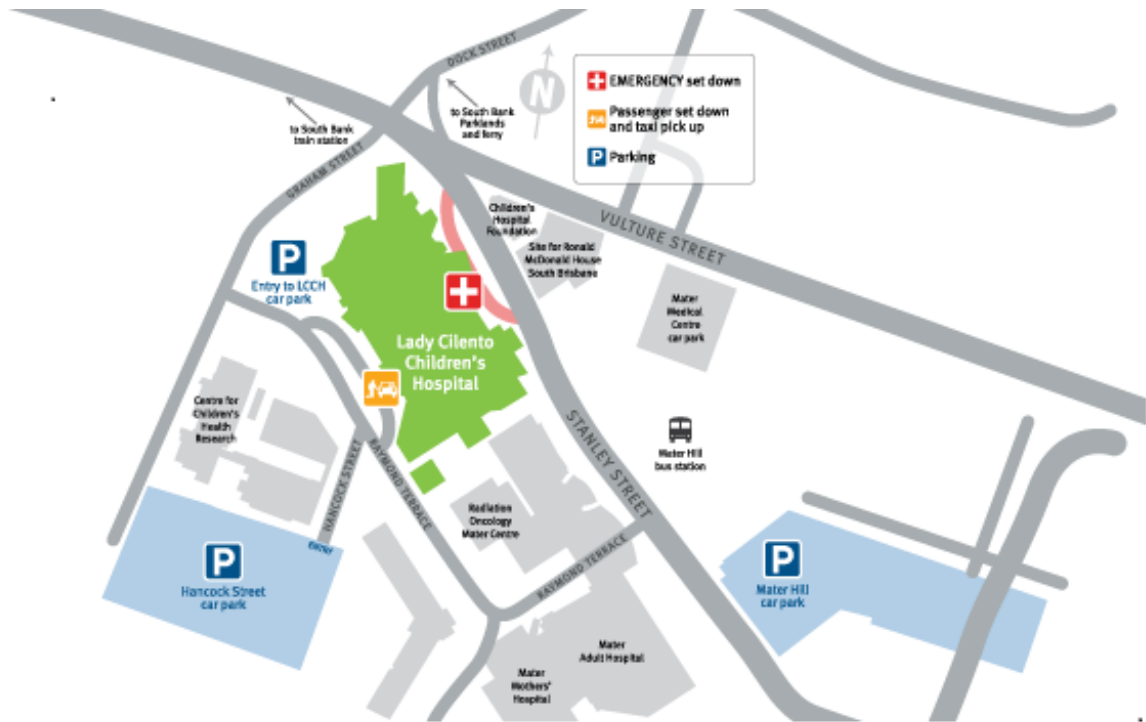 DOCK STREET
N
EMERGENCY set down
Passenger set down
and taxi pick up
P Parking
to South Bank
train station
to South Bank
Parklands
and ferry
GRAHAM STREET
VULTURE STREET
Children's
Hospital
Foundation
Site for Ronald
McDonald House
South Brisbane
P
Entry to LCCH
car park
Mater
Medical
Centre
car park
Lady Cilento
Children's
Hospital
Centre for
Children's
Health
Research
STANLEY STREET
Mater Hill
bus station
HANCOCK STREET
RAYMOND TERRACE
Radiation
Oncology
Mater Centre
Entry
P
Hancock Street
car park
RAYMOND TERRACE
P
Mater Hill
car park
Mater
Adult Hospital
Mater
Mothers'
Hospital